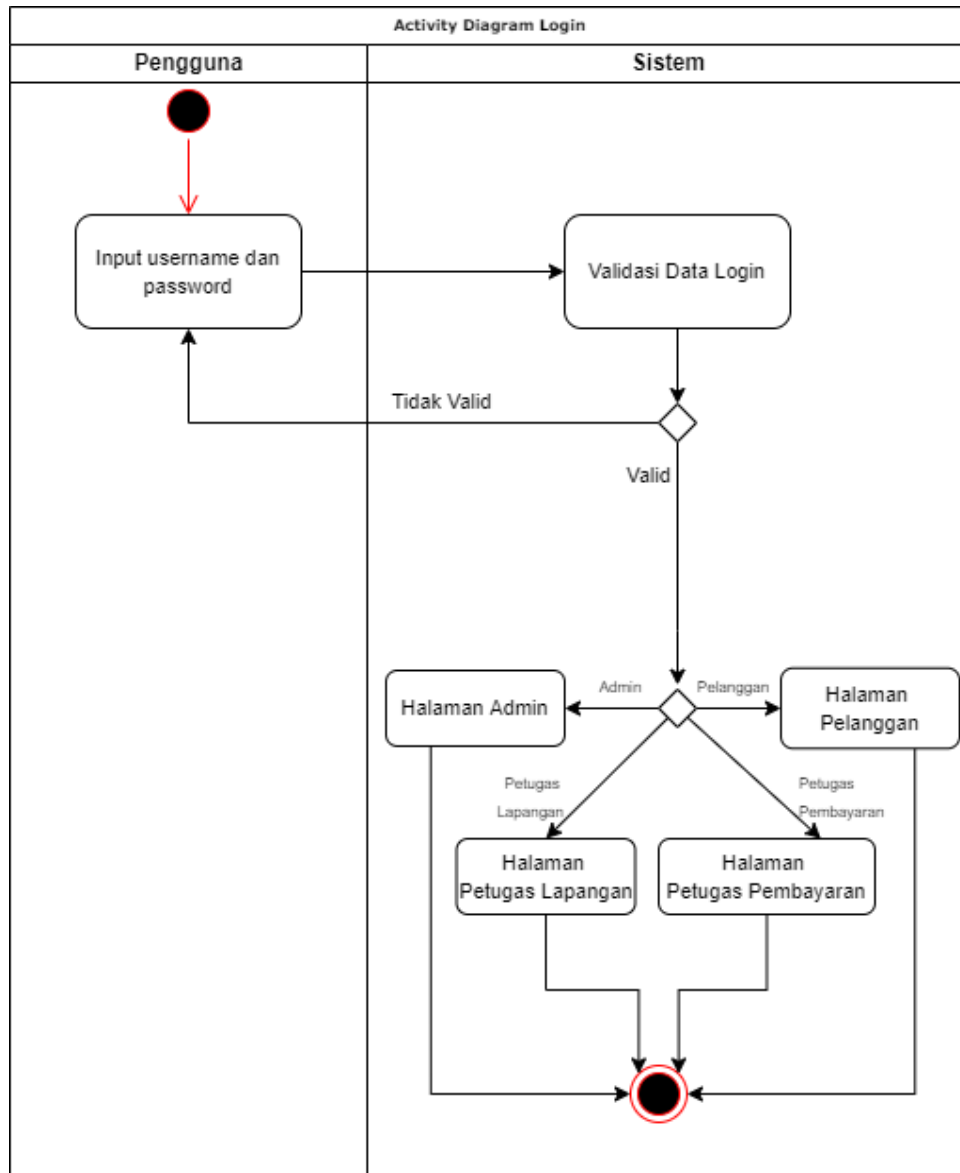 Activity Diagram Login
Pengguna
Sistem
Input username dan
password
Validasi Data Login
Tidak Valid
Valid
Admin
Pelanggan
Halaman Admin
Halaman
Pelanggan
Petugas
Lapangan
Petugas
Pembayaran
Halaman
Petugas Lapangan
Halaman
Petugas Pembayaran